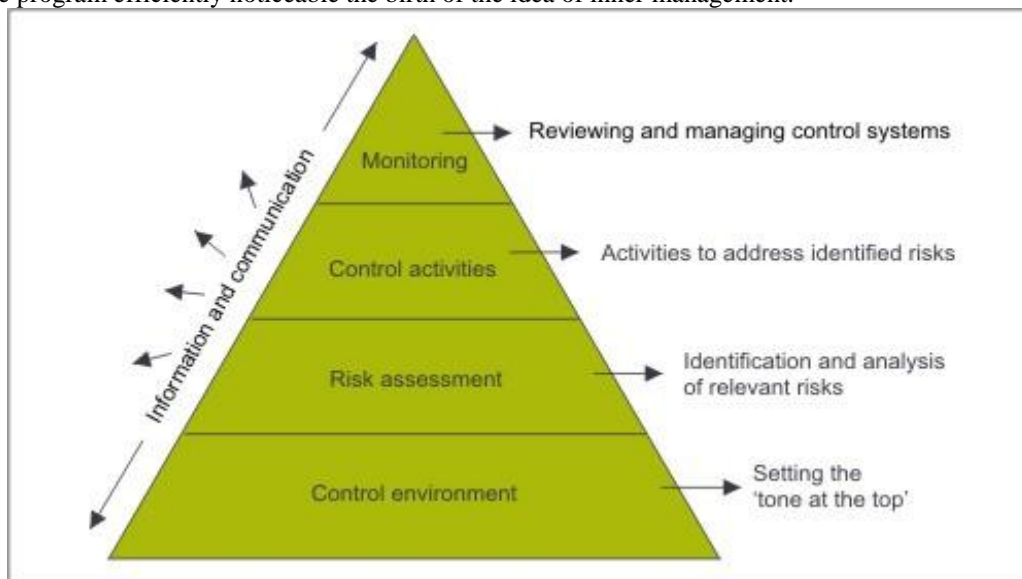 e program efficiently noticeable the birth of the idea of inner management.
Reviewing and managing control systems
Monitoring
Activities to address identified risks
Control activities
Information and communication
Identification and analysis
of relevant risks
Risk assessment
Setting the
‘tone at the top’
Control environment